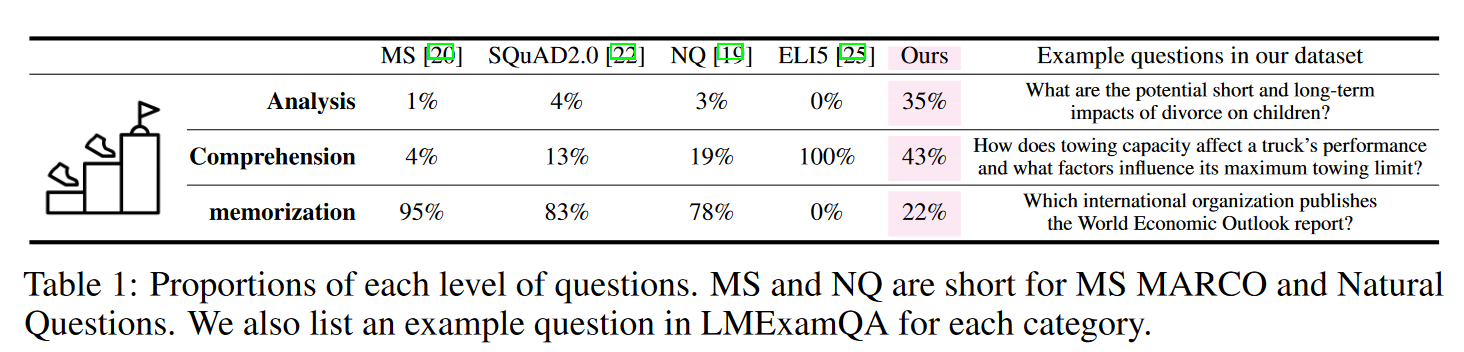 MS [20] SQuAD2.0 [22] NQ [19] ELI5 [25] Ours Example questions in our dataset
Analysis 1% 4% 3% 0% 35% What are the potential short and long-term
impacts of divorce on children?
Comprehension 4% 13% 19% 100% 43% How does towing capacity affect a truck's performance
and what factors influence its maximum towing limit?
memorization 95% 83% 78% 0% 22% Which international organization publishes
the World Economic Outlook report?
Table 1: Proportions of each level of questions. MS and NQ are short for MS MARCO and Natural
Questions. We also list an example question in LMExamQA for each category.